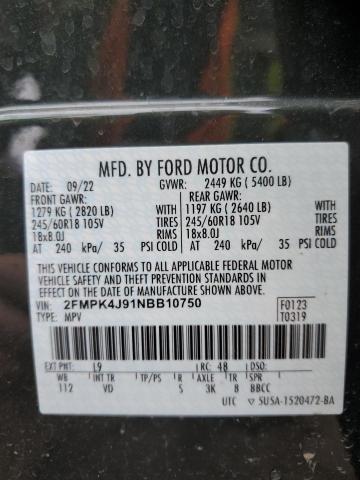 MFD. BY FORD MOTOR CO.
DATE: 09/22 GVWR: 2449 KG (5400 LB)
FRONT GAWR: REAR GAWR:
1279 KG (2820 LB) WITH 1197 KG (2640 LB) WITH
245/60R18 105V TIRES 245/60R18 105V TIRES
18x8.0J RIMS 18x8.0J RIMS
AT 240 kPa/ 35 PSI COLD AT 240 kPa/ 35 PSI COLD
THIS VEHICLE CONFORMS TO ALL APPLICABLE FEDERAL MOTOR
VEHICLE SAFETY AND THEFT PREVENTION STANDARDS
IN EFFECT ON THE DATE OF MANUFACTURE SHOWN ABOVE.
VIN: 2FMPK4J91NBB10750 F0123
TYPE: MPV T0319
EXT PNT: L9 RC: 48 DSO:
WB INT TR TP/PS R AXLE TR SPR
112 VD 5 3K 8 BBCC
UTC 5U5A-1520472-BA